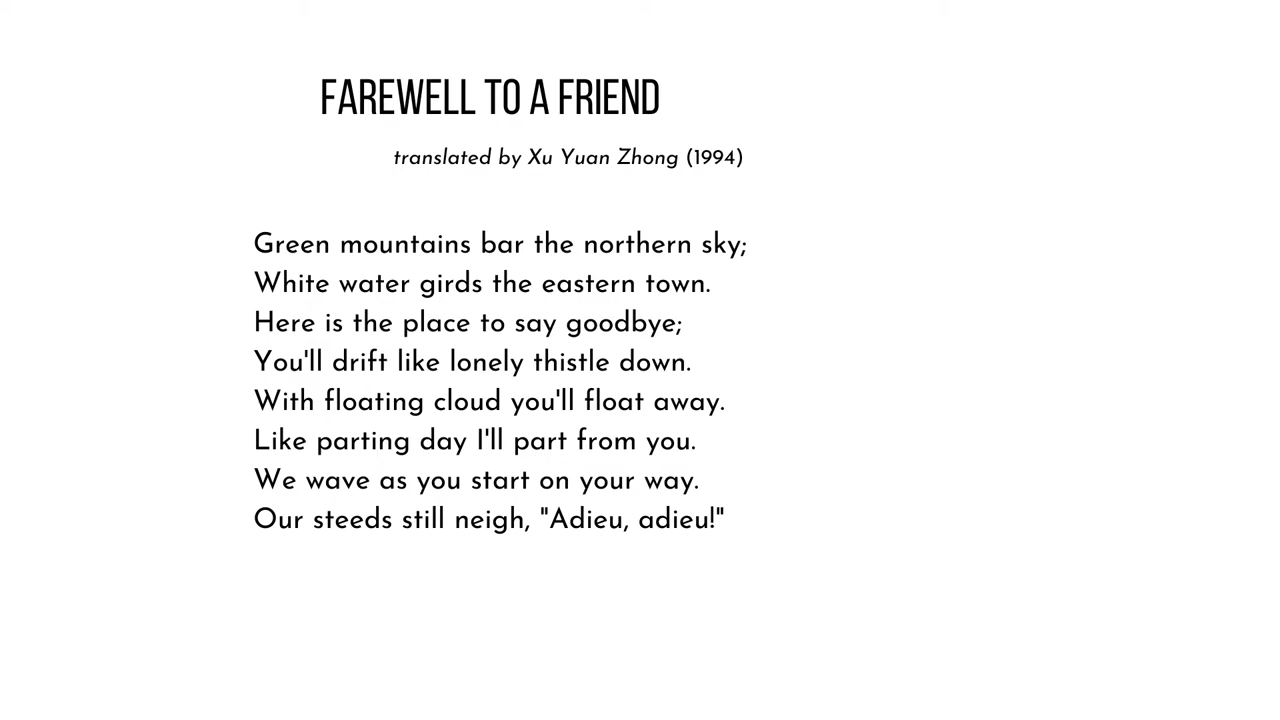 FAREWELL TO A FRIEND
translated by Xu Yuan Zhong (1994)
Green mountains bar the northern sky;
White water girds the eastern town.
Here is the place to say goodbye;
You'll drift like lonely thistle down.
With floating cloud you'll float away.
Like parting day I'll part from you.
We wave as you start on your way.
Our steeds still neigh, "Adieu, adieu!"